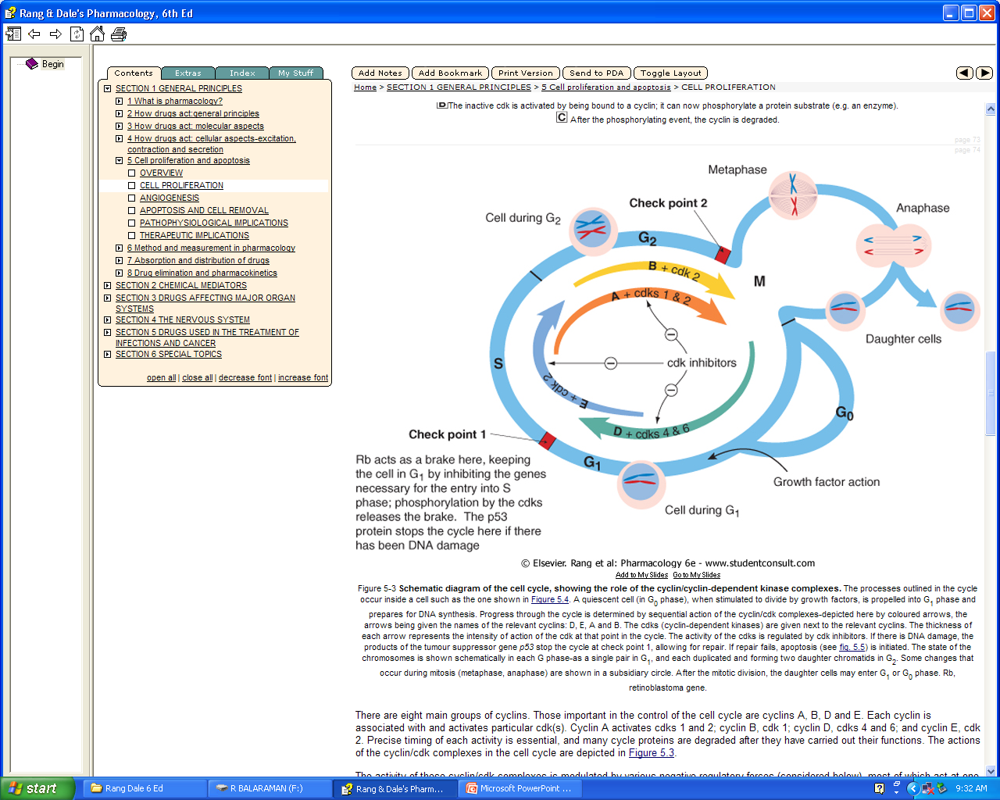 Rang & Dale's Pharmacology, 6th Ed
Begin
Contents
Extras
Index
My Stuff
SECTION 1 GENERAL PRINCIPLES
1 What is pharmacology?
2 How drugs act:general principles
3 How drugs act: molecular aspects
4 How drugs act: cellular aspects-excitation,
contraction and secretion
5 Cell proliferation and apoptosis
OVERVIEW
CELL PROLIFERATION
ANGIOGENESIS
APOPTOSIS AND CELL REMOVAL
PATHOPHYSIOLOGICAL IMPLICATIONS
THERAPEUTIC IMPLICATIONS
6 Method and measurement in pharmacology
7 Absorption and distribution of drugs
8 Drug elimination and pharmacokinetics
SECTION 2 CHEMICAL MEDIATORS
SECTION 3 DRUGS AFFECTING MAJOR ORGAN
SYSTEMS
SECTION 4 THE NERVOUS SYSTEM
SECTION 5 DRUGS USED IN THE TREATMENT OF
INFECTIONS AND CANCER
SECTION 6 SPECIAL TOPICS
open all | close all | decrease font | increase font
Add Notes
Add Bookmark
Print Version
Send to PDA
Toggle Layout
Home > SECTION 1 GENERAL PRINCIPLES > 5 Cell proliferation and apoptosis > CELL PROLIFERATION
The inactive cdk is activated by being bound to a cyclin; it can now phosphorylate a protein substrate (e.g. an enzyme).
C After the phosphorylating event, the cyclin is degraded.
page 73
page 74
Metaphase
Check point 2
Anaphase
Cell during G2
G2
B + cdk 2
M
A + cdks 1 & 2
Daughter cells
S
cdk inhibitors
E + cdk 2
G0
D + cdks 4 & 6
Check point 1
G1
Growth factor action
Cell during G1
Rb acts as a brake here, keeping
the cell in G1 by inhibiting the genes
necessary for the entry into S
phase; phosphorylation by the cdks
releases the brake. The p53
protein stops the cycle here if there
has been DNA damage
© Elsevier. Rang et al: Pharmacology 6e - www.studentconsult.com
Add to My Slides Go to My Slides
Figure 5-3 Schematic diagram of the cell cycle, showing the role of the cyclin/cyclin-dependent kinase complexes. The processes outlined in the cycle
occur inside a cell such as the one shown in Figure 5.4. A quiescent cell (in G0 phase), when stimulated to divide by growth factors, is propelled into G1 phase and
prepares for DNA synthesis. Progress through the cycle is determined by sequential action of the cyclin/cdk complexes-depicted here by coloured arrows, the
arrows being given the names of the relevant cyclins: D, E, A and B. The cdks (cyclin-dependent kinases) are given next to the relevant cyclins. The thickness of
each arrow represents the intensity of action of the cdk at that point in the cycle. The activity of the cdks is regulated by cdk inhibitors. If there is DNA damage, the
products of the tumour suppressor gene p53 stop the cycle at check point 1, allowing for repair. If repair fails, apoptosis (see fig. 5.5) is initiated. The state of the
chromosomes is shown schematically in each G phase-as a single pair in G1, and each duplicated and forming two daughter chromatids in G2. Some changes that
occur during mitosis (metaphase, anaphase) are shown in a subsidiary circle. After the mitotic division, the daughter cells may enter G1 or G0 phase. Rb,
retinoblastoma gene.
There are eight main groups of cyclins. Those important in the control of the cell cycle are cyclins A, B, D and E. Each cyclin is
associated with and activates particular cdk(s). Cyclin A activates cdks 1 and 2; cyclin B, cdk 1; cyclin D, cdks 4 and 6; and cyclin E, cdk
2. Precise timing of each activity is essential, and many cycle proteins are degraded after they have carried out their functions. The actions
of the cyclin/cdk complexes in the cell cycle are depicted in Figure 5.3.
The activity of these cyclin/cdk complexes is modulated by various negative regulatory forces (considered below), most of which act at one
start
Rang Dale 6 Ed
R BALARAMAN (F:)
Rang & Dale's Pharm...
Microsoft PowerPoint ...
9:32 AM